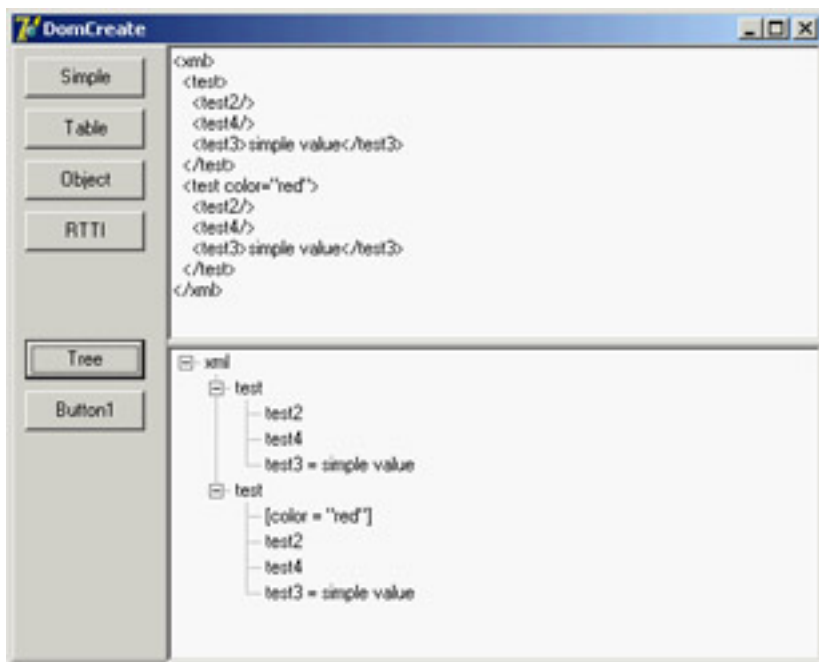 DomCreate
Simple
Table
Object
RTTI
Tree
Button1
<xml>
<test>
<test2/>
<test4/>
<test3>simple value</test3>
</test>
<test color="red">
<test2/>
<test4/>
<test3>simple value</test3>
</test>
</xml>
xml
test
test2
test4
test3 = simple value
test
[color = "red"]
test2
test4
test3 = simple value